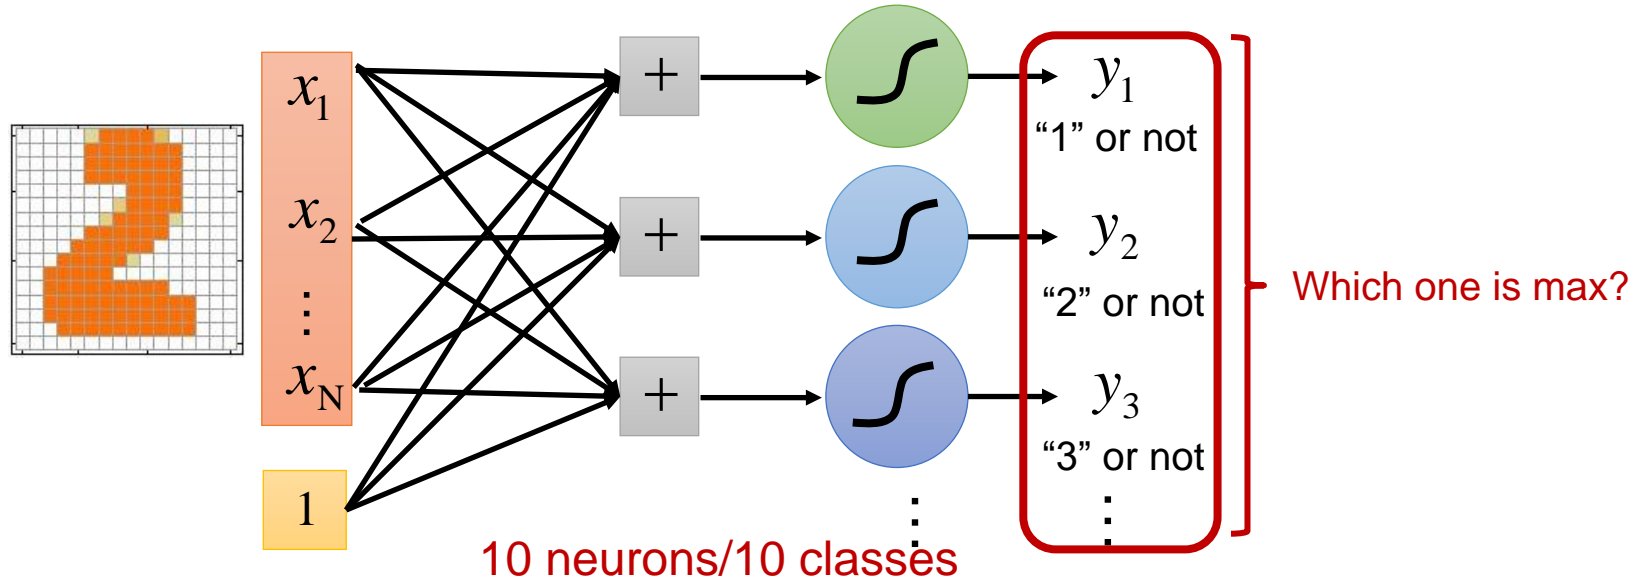 x₁
x₂
⋮
x_N
1
+
+
+
y₁
“1” or not
y₂
“2” or not
y₃
“3” or not
⋮
⋮
Which one is max?
10 neurons/10 classes